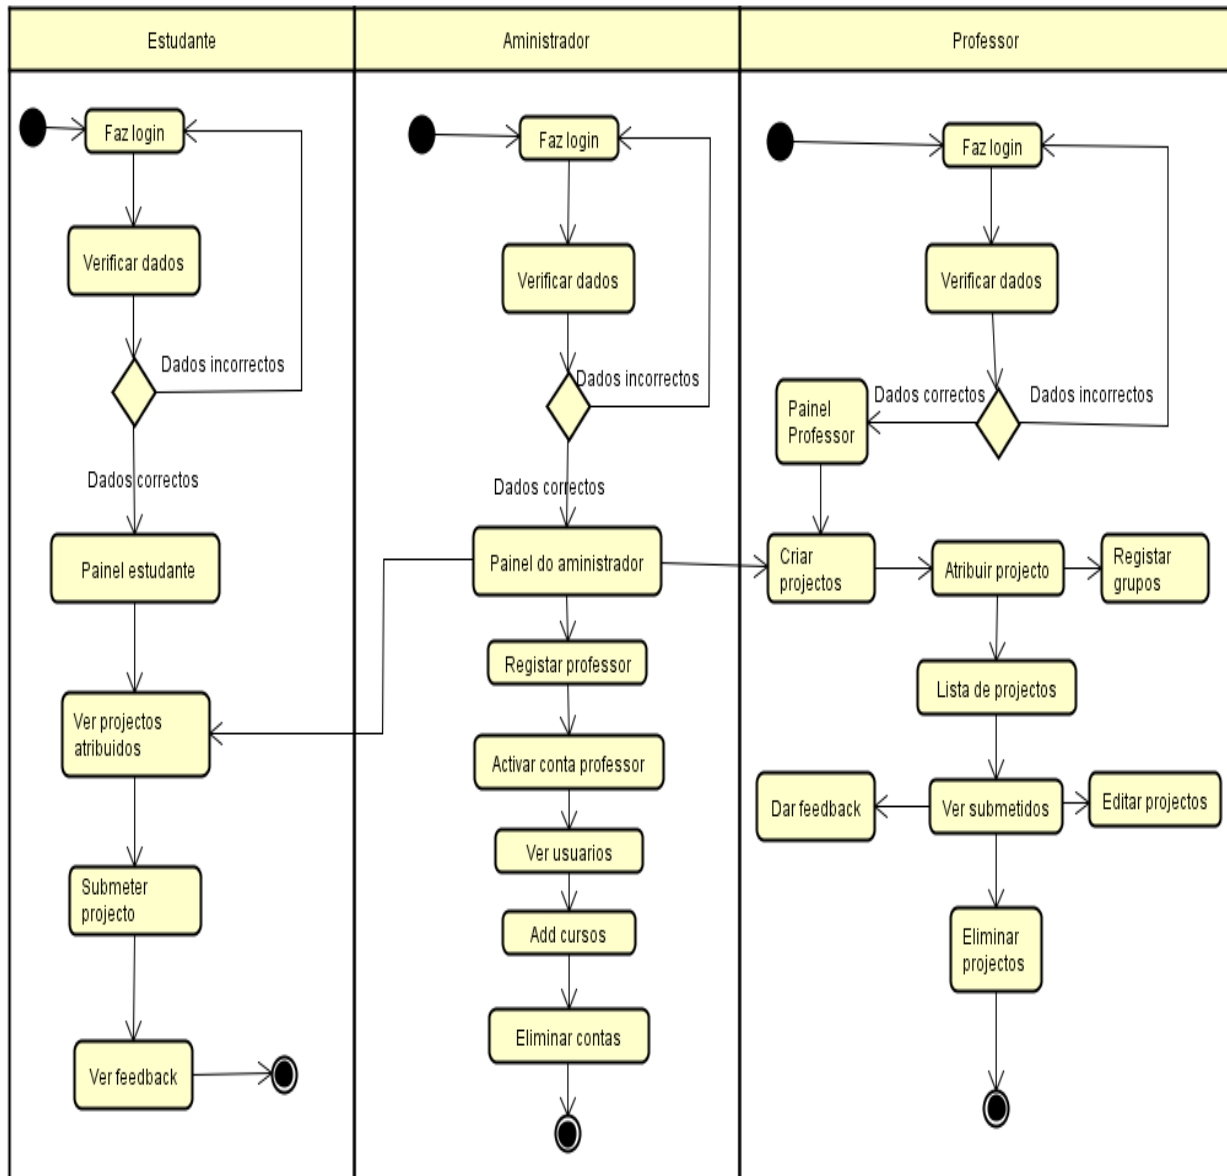 Estudante
Aministrador
Professor
Faz login
Verificar dados
Dados incorrectos
Dados correctos
Painel estudante
Ver projectos
atribuidos
Submeter
projecto
Ver feedback
Faz login
Verificar dados
Dados incorrectos
Dados correctos
Painel do aministrador
Registar professor
Activar conta professor
Ver usuarios
Add cursos
Eliminar contas
Faz login
Verificar dados
Dados correctos
Dados incorrectos
Painel
Professor
Criar
projectos
Atribuir projecto
Registar
grupos
Lista de projectos
Dar feedback
Ver submetidos
Editar projectos
Eliminar
projectos